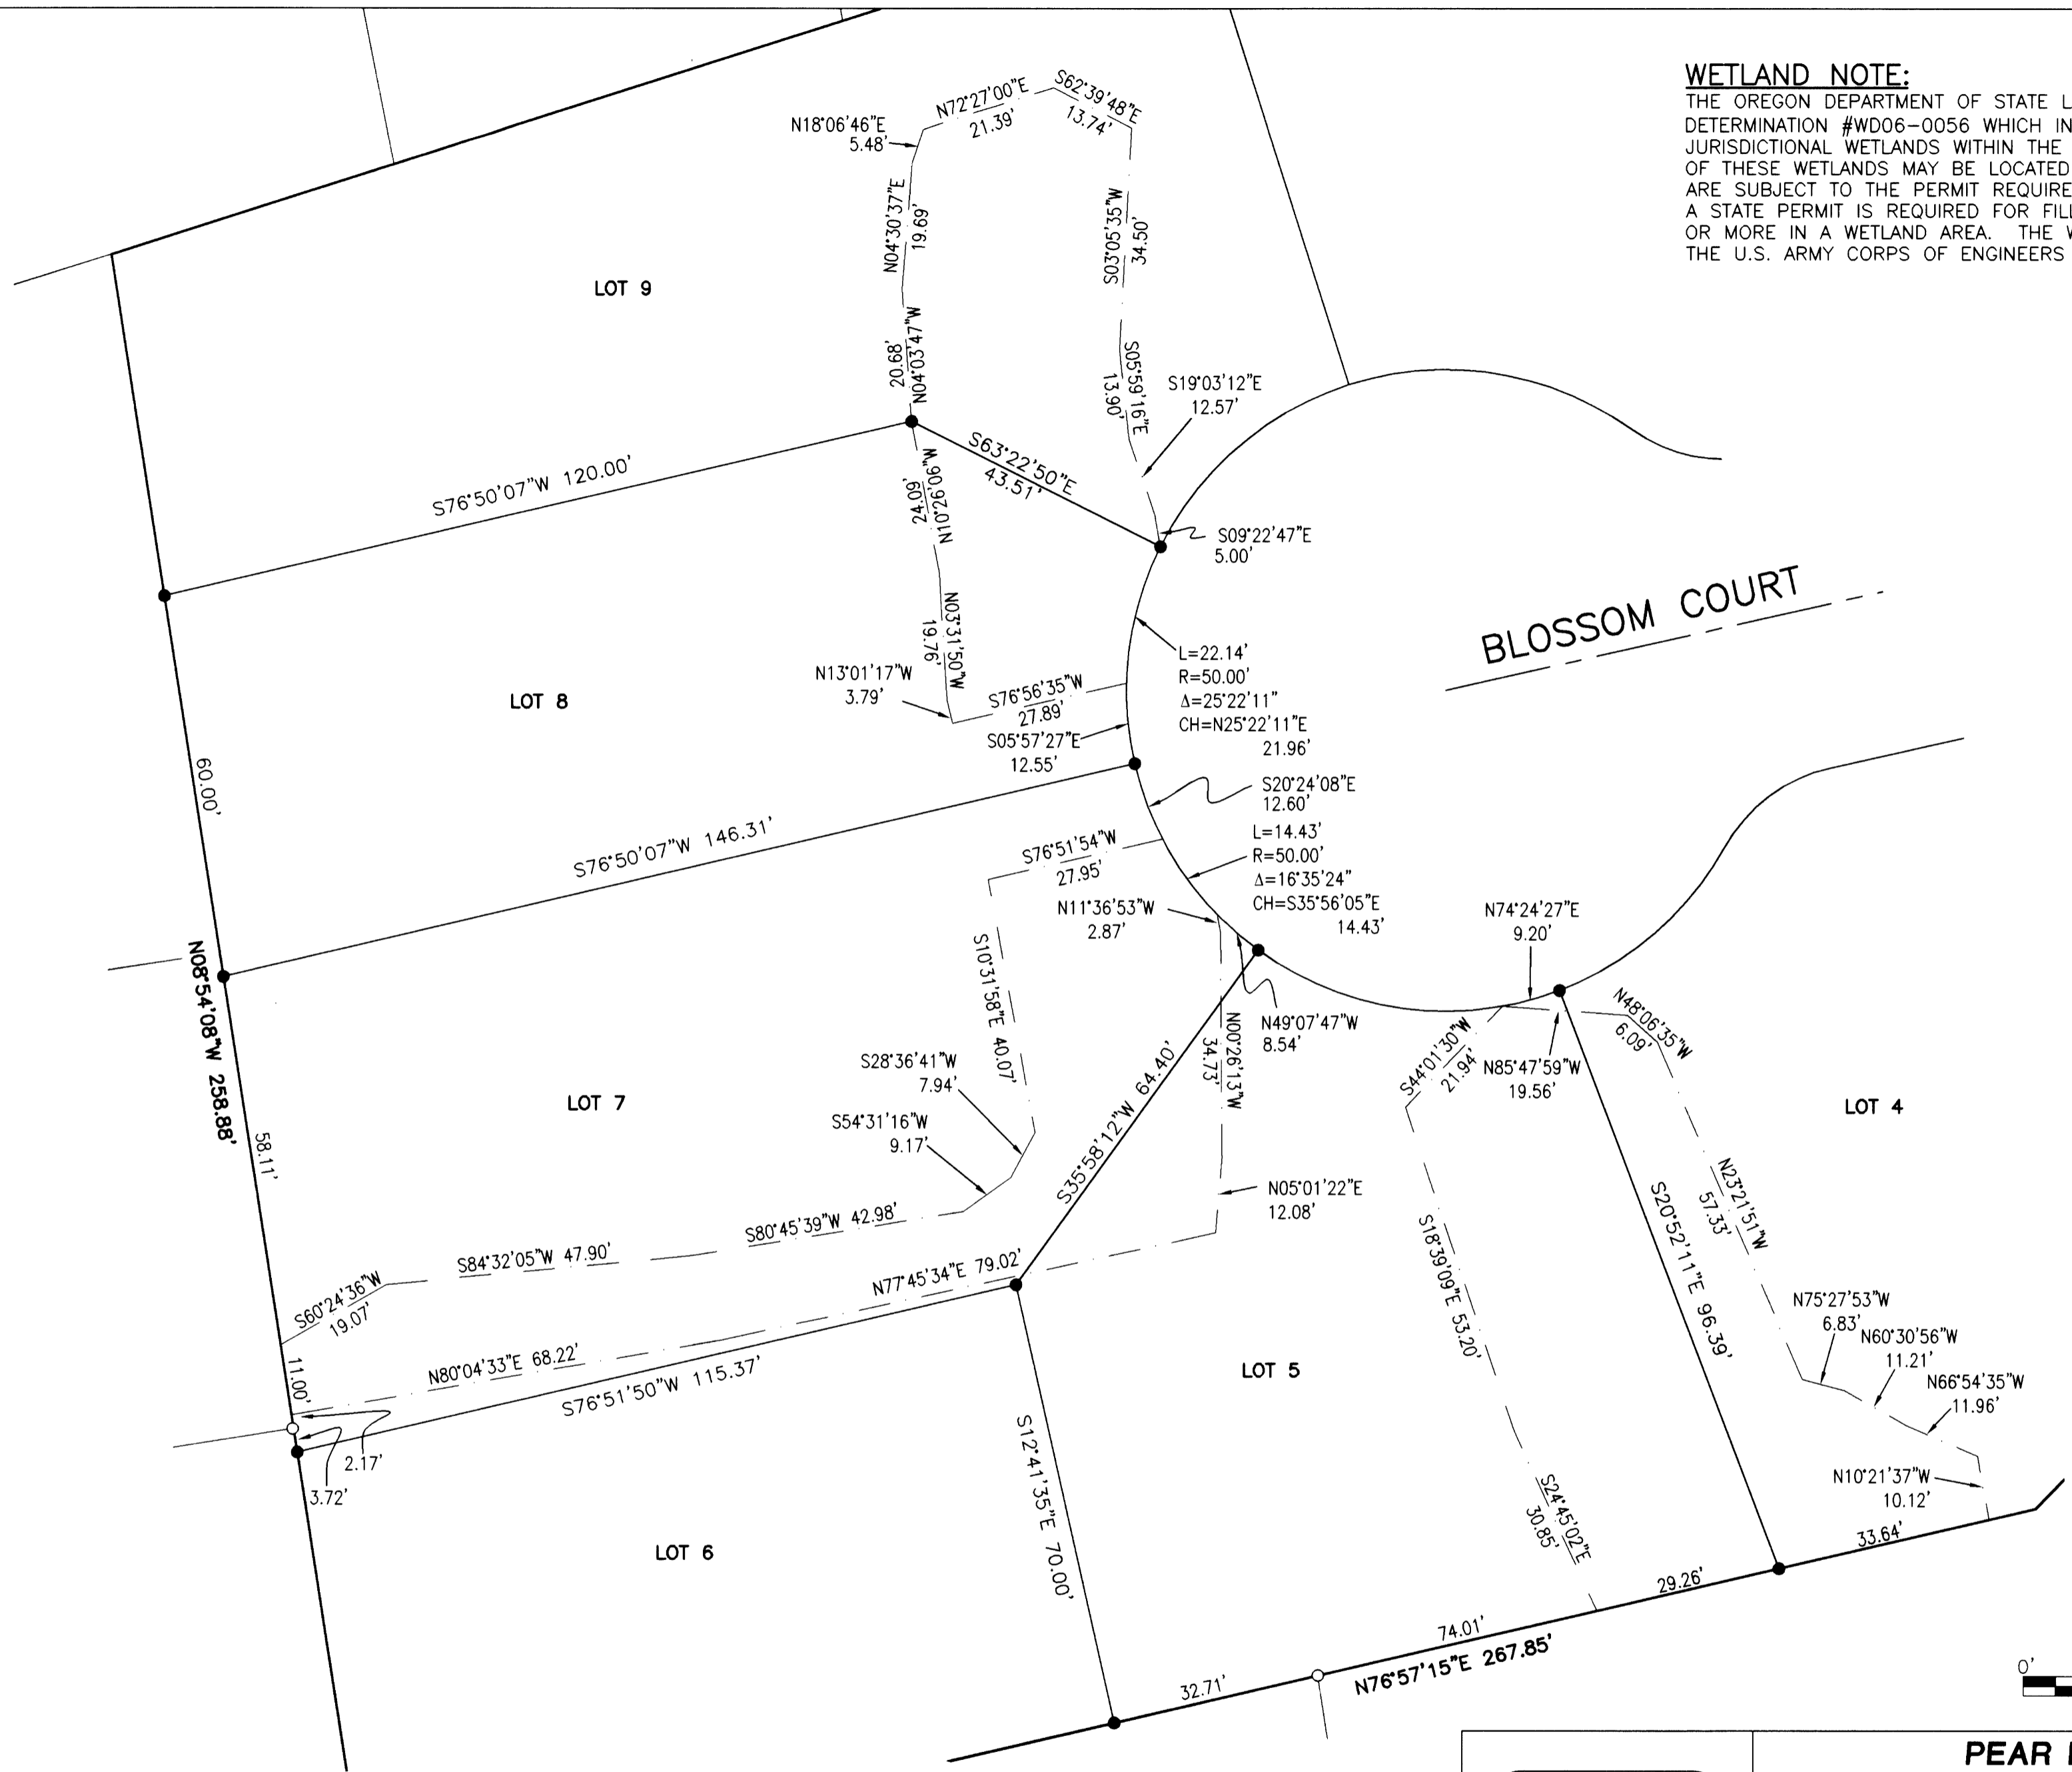 WETLAND NOTE:
THE OREGON DEPARTMENT OF STATE L
DETERMINATION #WD06-0056 WHICH IN
JURISDICTIONAL WETLANDS WITHIN THE
OF THESE WETLANDS MAY BE LOCATED
ARE SUBJECT TO THE PERMIT REQUIRE
A STATE PERMIT IS REQUIRED FOR FILL
OR MORE IN A WETLAND AREA. THE W
THE U.S. ARMY CORPS OF ENGINEERS
N72°27'00"E
21.39'
S62°39'48"E
13.74'
N18°06'46"E
5.48'
N04°30'37"E
19.69'
S03°05'35"W
34.50'
LOT 9
N04°03'47"W
20.68'
S05°59'16"E
13.90'
S19°03'12"E
12.57'
S63°22'50"E
43.51'
S76°50'07"W 120.00'
N10°26'06"W
24.09'
S09°22'47"E
5.00'
BLOSSOM COURT
N03°31'50"W
19.76'
L=22.14'
R=50.00'
Δ=25°22'11"
CH=N25°22'11"E
21.96'
N13°01'17"W
3.79'
S76°56'35"W
27.89'
LOT 8
S05°57'27"E
12.55'
60.00'
S20°24'08"E
12.60'
S76°50'07"W 146.31'
L=14.43'
R=50.00'
Δ=16°35'24"
CH=S35°56'05"E
14.43'
S76°51'54"W
27.95'
N11°36'53"W
2.87'
N74°24'27"E
9.20'
N08°54'08"W 258.88'
S10°31'58"E 40.07'
N49°07'47"W
8.54'
N00°26'13"W
34.73'
N48°06'35"W
6.09'
S44°01'30"W
21.94'
N85°47'59"W
19.56'
S28°36'41"W
7.94'
S54°31'16"W
9.17'
LOT 7
LOT 4
58.11'
S35°58'12"W 64.40'
N05°01'22"E
12.08'
N23°21'51"W
57.33'
S80°45'39"W 42.98'
S84°32'05"W 47.90'
S60°24'36"W
19.07'
N77°45'34"E 79.02'
S18°39'09"E 53.20'
S20°52'11"E 96.39'
N75°27'53"W
6.83'
N60°30'56"W
11.21'
N66°54'35"W
11.96'
11.00'
N80°04'33"E 68.22'
S76°51'50"W 115.37'
LOT 5
2.17'
3.72'
S12°41'35"E 70.00'
S24°45'02"E
30.85'
N10°21'37"W
10.12'
LOT 6
33.64'
29.26'
74.01'
N76°57'15"E 267.85'
32.71'
0'
PEAR